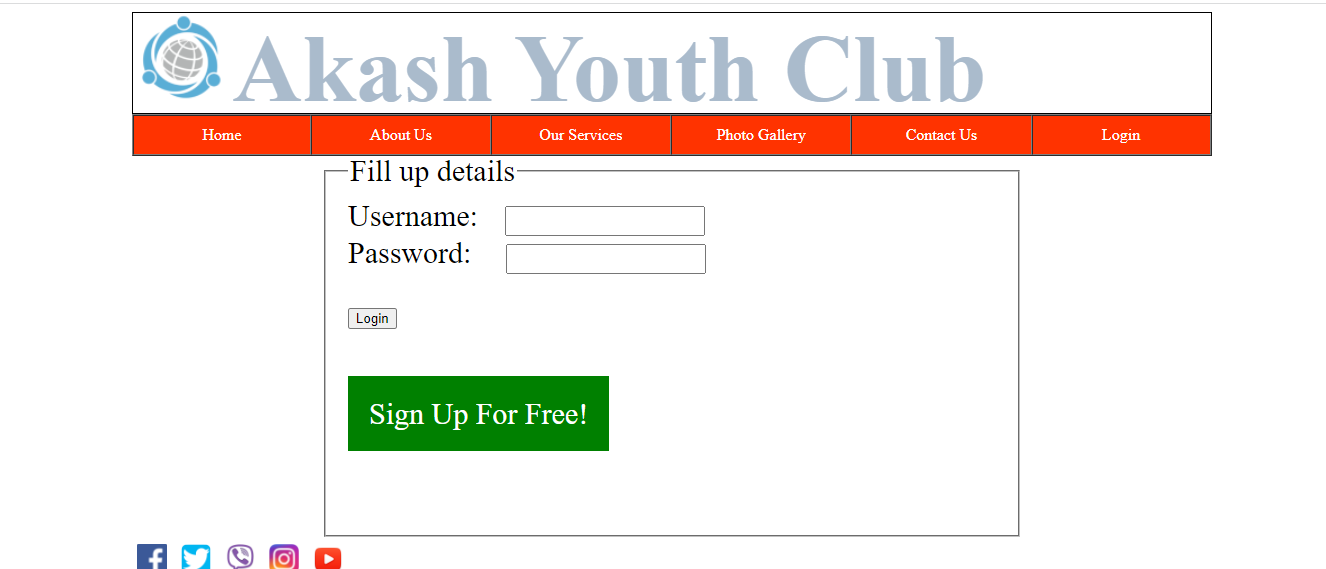 Akash Youth Club
Home About Us Our Services Photo Gallery Contact Us Login
Fill up details
Username:
Password:
Login
Sign Up For Free!